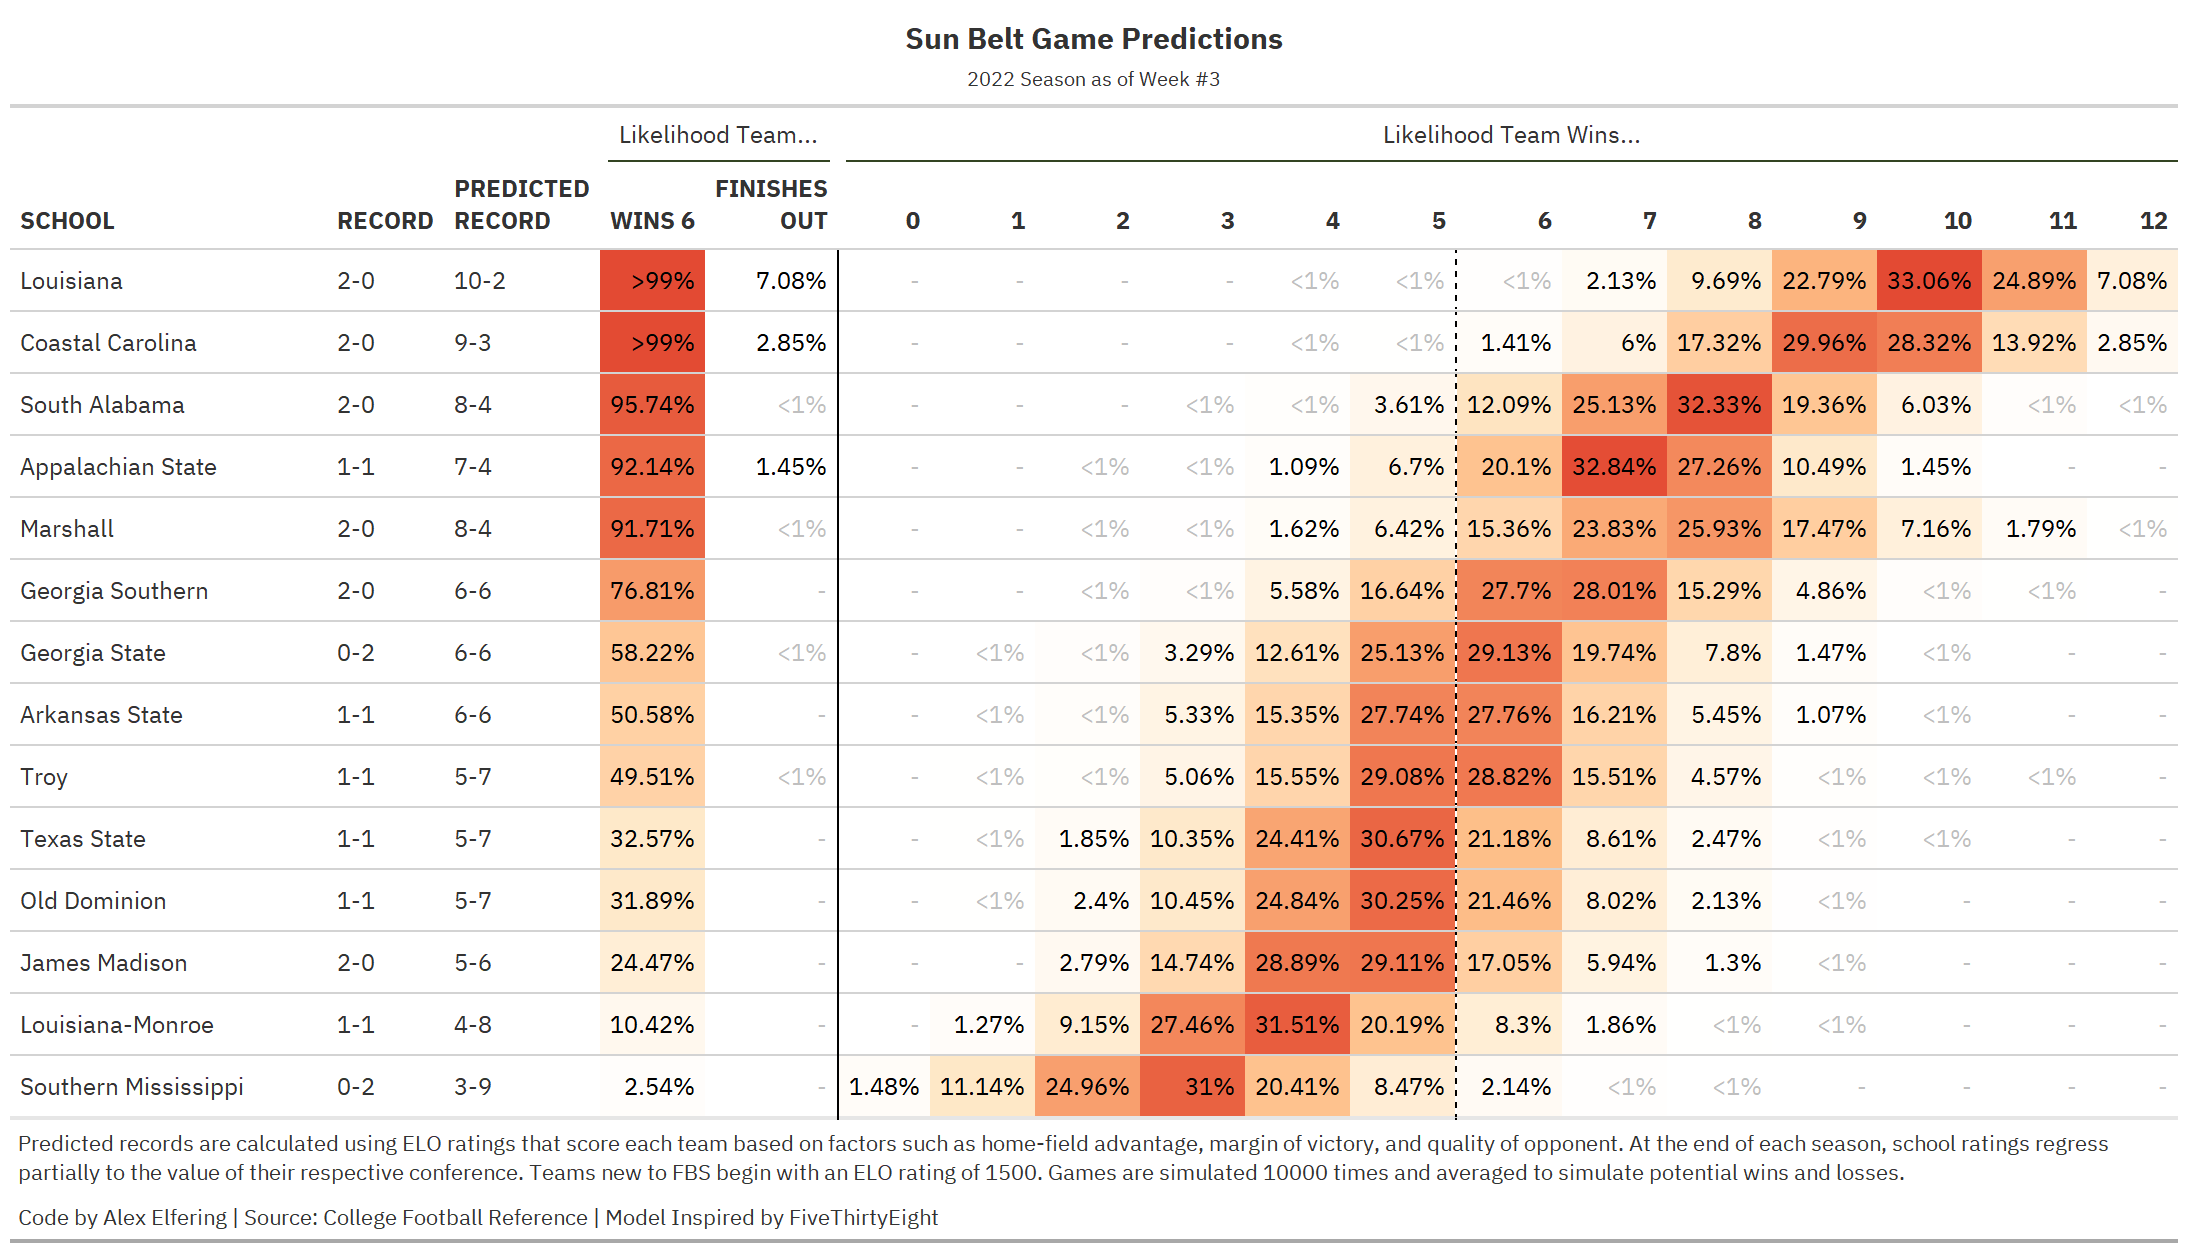 Sun Belt Game Predictions
2022 Season as of Week #3
Likelihood Team... Likelihood Team Wins...
SCHOOL RECORD PREDICTED RECORD WINS 6 FINISHES OUT 0 1 2 3 4 5 6 7 8 9 10 11 12
Louisiana 2-0 10-2 >99% 7.08% - - - - <1% <1% <1% 2.13% 9.69% 22.79% 33.06% 24.89% 7.08%
Coastal Carolina 2-0 9-3 >99% 2.85% - - - - <1% <1% 1.41% 6% 17.32% 29.96% 28.32% 13.92% 2.85%
South Alabama 2-0 8-4 95.74% <1% - - - <1% <1% 3.61% 12.09% 25.13% 32.33% 19.36% 6.03% <1% <1%
Appalachian State 1-1 7-4 92.14% 1.45% - - <1% <1% 1.09% 6.7% 20.1% 32.84% 27.26% 10.49% 1.45% - -
Marshall 2-0 8-4 91.71% <1% - - <1% <1% 1.62% 6.42% 15.36% 23.83% 25.93% 17.47% 7.16% 1.79% <1%
Georgia Southern 2-0 6-6 76.81% - - - <1% <1% 5.58% 16.64% 27.7% 28.01% 15.29% 4.86% <1% <1% -
Georgia State 0-2 6-6 58.22% <1% - <1% <1% 3.29% 12.61% 25.13% 29.13% 19.74% 7.8% 1.47% <1% - -
Arkansas State 1-1 6-6 50.58% - - <1% <1% 5.33% 15.35% 27.74% 27.76% 16.21% 5.45% 1.07% <1% - -
Troy 1-1 5-7 49.51% <1% - <1% <1% 5.06% 15.55% 29.08% 28.82% 15.51% 4.57% <1% <1% <1% -
Texas State 1-1 5-7 32.57% - - <1% 1.85% 10.35% 24.41% 30.67% 21.18% 8.61% 2.47% <1% <1% - -
Old Dominion 1-1 5-7 31.89% - - <1% 2.4% 10.45% 24.84% 30.25% 21.46% 8.02% 2.13% <1% - - -
James Madison 2-0 5-6 24.47% - - - 2.79% 14.74% 28.89% 29.11% 17.05% 5.94% 1.3% <1% - - -
Louisiana-Monroe 1-1 4-8 10.42% - - 1.27% 9.15% 27.46% 31.51% 20.19% 8.3% 1.86% <1% <1% - - -
Southern Mississippi 0-2 3-9 2.54% - 1.48% 11.14% 24.96% 31% 20.41% 8.47% 2.14% <1% <1% - - - -
Predicted records are calculated using ELO ratings that score each team based on factors such as home-field advantage, margin of victory, and quality of opponent. At the end of each season, school ratings regress
partially to the value of their respective conference. Teams new to FBS begin with an ELO rating of 1500. Games are simulated 10000 times and averaged to simulate potential wins and losses.
Code by Alex Elfering | Source: College Football Reference | Model Inspired by FiveThirtyEight